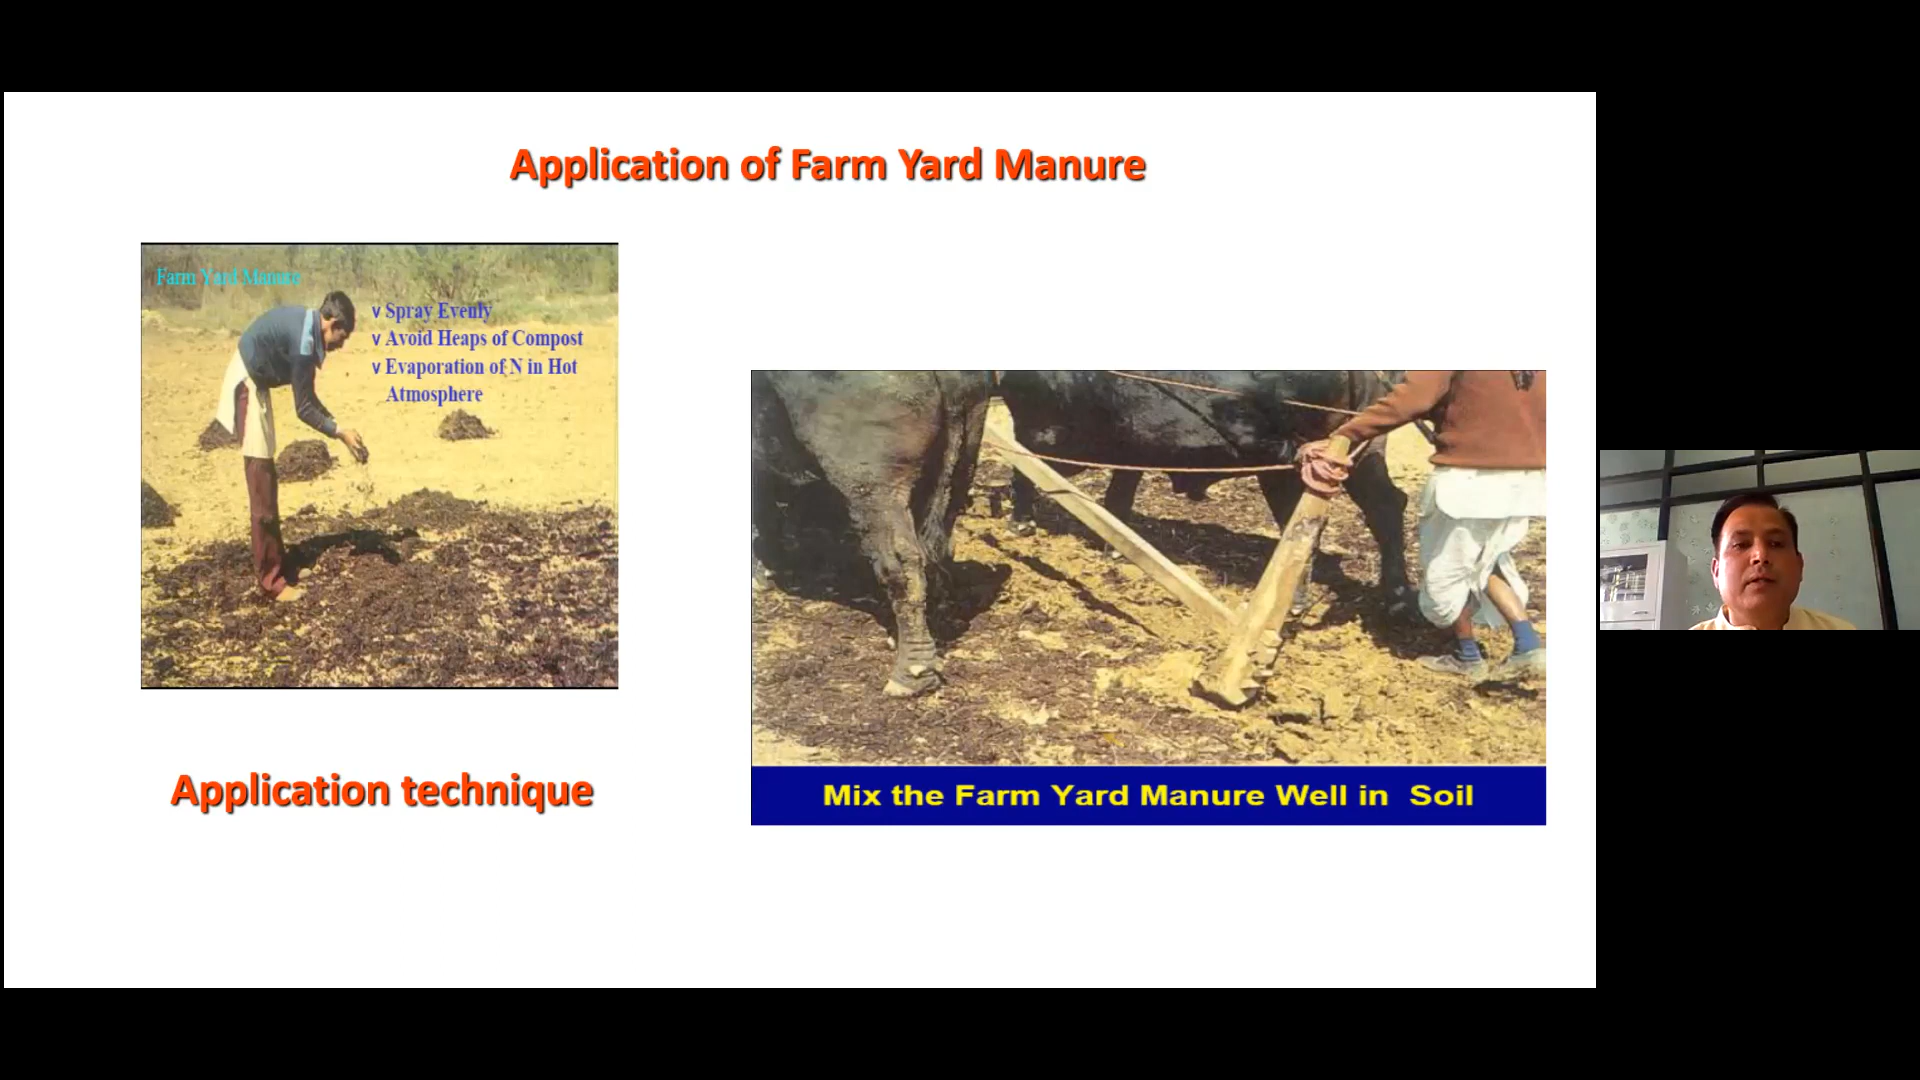 Application of Farm Yard Manure
Farm Yard Manure
v Spray Evenly
v Avoid Heaps of Compost
v Evaporation of N in Hot
Atmosphere
Application technique
Mix the Farm Yard Manure Well in Soil